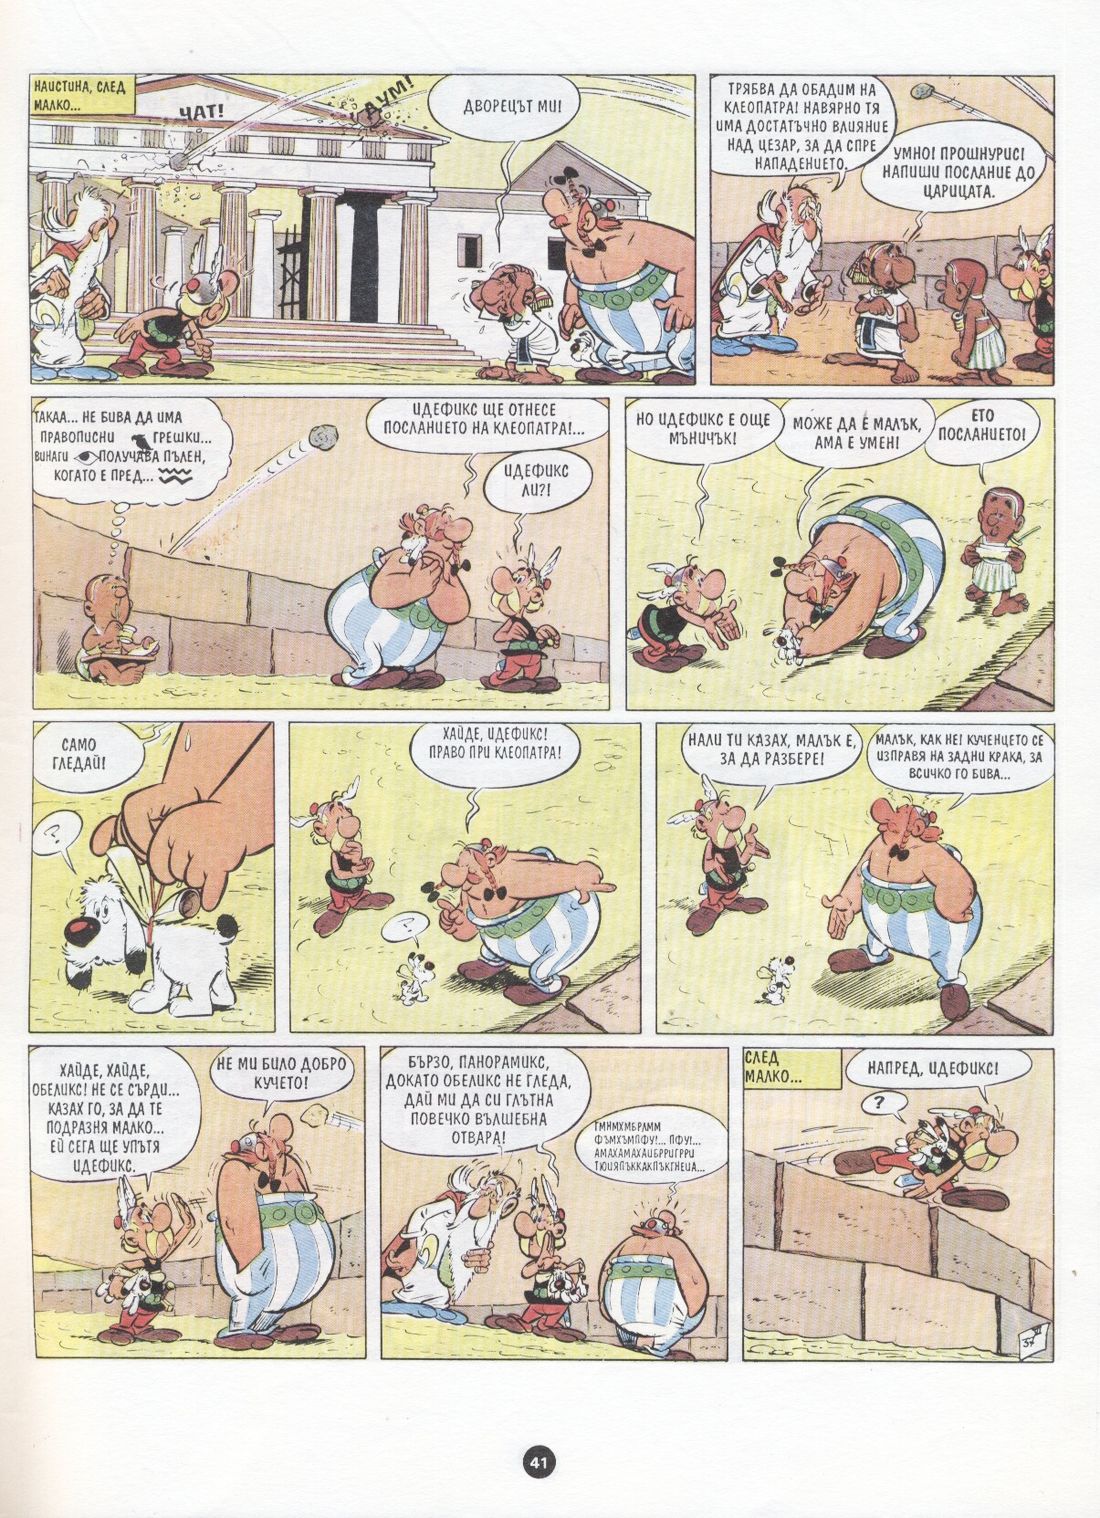 НАИСТИНА, СЛЕД
МАЛКО...
ЧАТ!
ДУМ!
ДВОРЕЦЪТ МИ!
ТРЯБВА ДА ОБАДИМ НА
КЛЕОПАТРА! НАВЯРНО ТЯ
ИМА ДОСТАТЪЧНО ВЛИЯНИЕ
НАД ЦЕЗАР, ЗА ДА СПРЕ
НАПАДЕНИЕТО.
УМНО! ПРОШНУРИС!
НАПИШИ ПОСЛАНИЕ ДО
ЦАРИЦАТА.
ТАКАА... НЕ БИВА ДА ИМА
ПРАВОПИСНИ ГРЕШКИ...
ВИНАГИ ПОЛУЧАВА ПЪЛЕН,
КОГАТО Е ПРЕД...
ИДЕФИКС ЩЕ ОТНЕСЕ
ПОСЛАНИЕТО НА КЛЕОПАТРА!...
ИДЕФИКС
ЛИ?!
НО ИДЕФИКС Е ОЩЕ
МЪНИЧЪК!
МОЖЕ ДА Е МАЛЪК,
АМА Е УМЕН!
ЕТО
ПОСЛАНИЕТО!
САМО
ГЛЕДАЙ!
?
ХАЙДЕ, ИДЕФИКС!
ПРАВО ПРИ КЛЕОПАТРА!
?
НАЛИ ТИ КАЗАХ, МАЛЪК Е,
ЗА ДА РАЗБЕРЕ!
МАЛЪК, КАК НЕ! КУЧЕНЦЕТО СЕ
ИЗПРАВЯ НА ЗАДНИ КРАКА, ЗА
ВСИЧКО ГО БИВА...
ХАЙДЕ, ХАЙДЕ,
ОБЕЛИКС! НЕ СЕ СЪРДИ...
КАЗАХ ГО, ЗА ДА ТЕ
ПОДРАЗНЯ МАЛКО...
ЕЙ СЕГА ЩЕ УПЪТЯ
ИДЕФИКС.
НЕ МИ БИЛО ДОБРО
КУЧЕТО!
БЪРЗО, ПАНОРАМИКС,
ДОКАТО ОБЕЛИКС НЕ ГЛЕДА,
ДАЙ МИ ДА СИ ГЛЪТНА
ПОВЕЧКО ВЪЛШЕБНА
ОТВАРА!
ГМНМХМБРЛММ
ФЪМХЪМПФУ!... ПФУ!...
АМАХАМАХАИБРРИГРРИ
ТЮИЯПЪККАКПЪКГНЕИА...
СЛЕД
МАЛКО...
НАПРЕД, ИДЕФИКС!
?
41